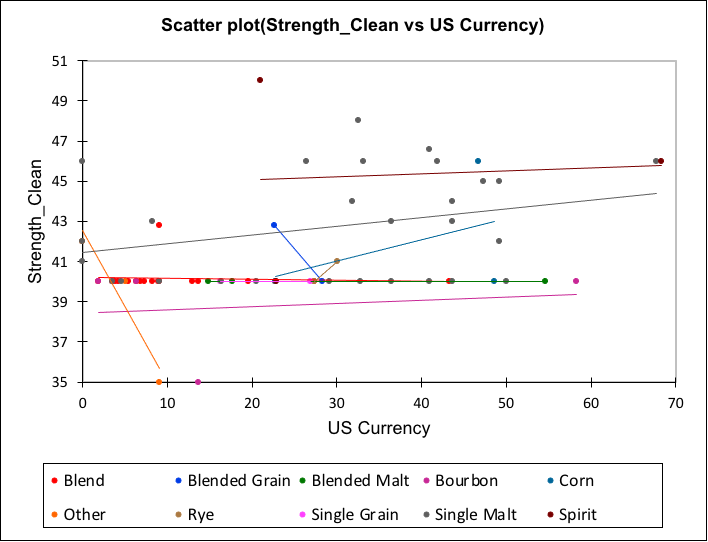 Scatter plot(Strength_Clean vs US Currency)
51
49
47
45
43
41
39
37
35
Strength_Clean
0 10 20 30 40 50 60 70
US Currency
Blend Blended Grain Blended Malt Bourbon Corn
Other Rye Single Grain Single Malt Spirit